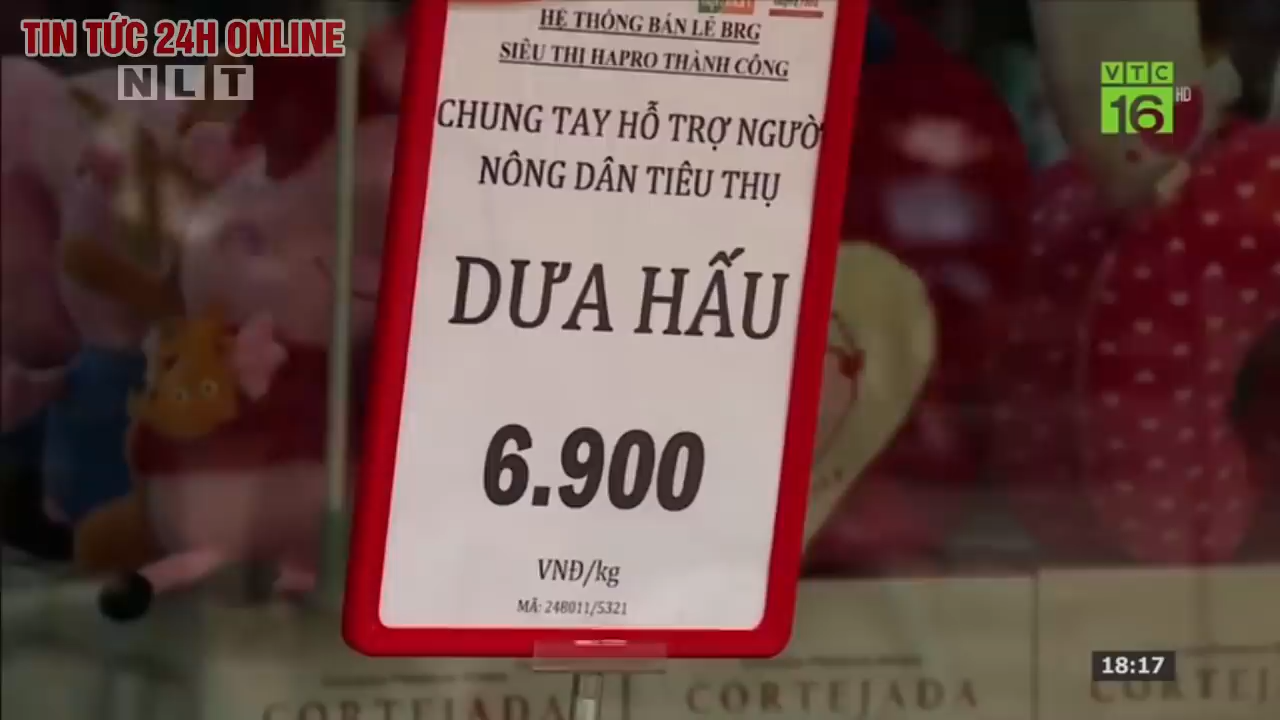 TIN TỨC 24H ONLINE
NLT
VTC
16
HD
HỆ THỐNG BÁN LẺ BRG
SIÊU THỊ HAPRO THÀNH CÔNG
CHUNG TAY HỖ TRỢ NGƯỜ
NÔNG DÂN TIÊU THỤ
DƯA HẤU
6.900
VNĐ/kg
MÃ: 248011/5321
18:17
CORTEJADA
CORTEJADA
CORTEJ